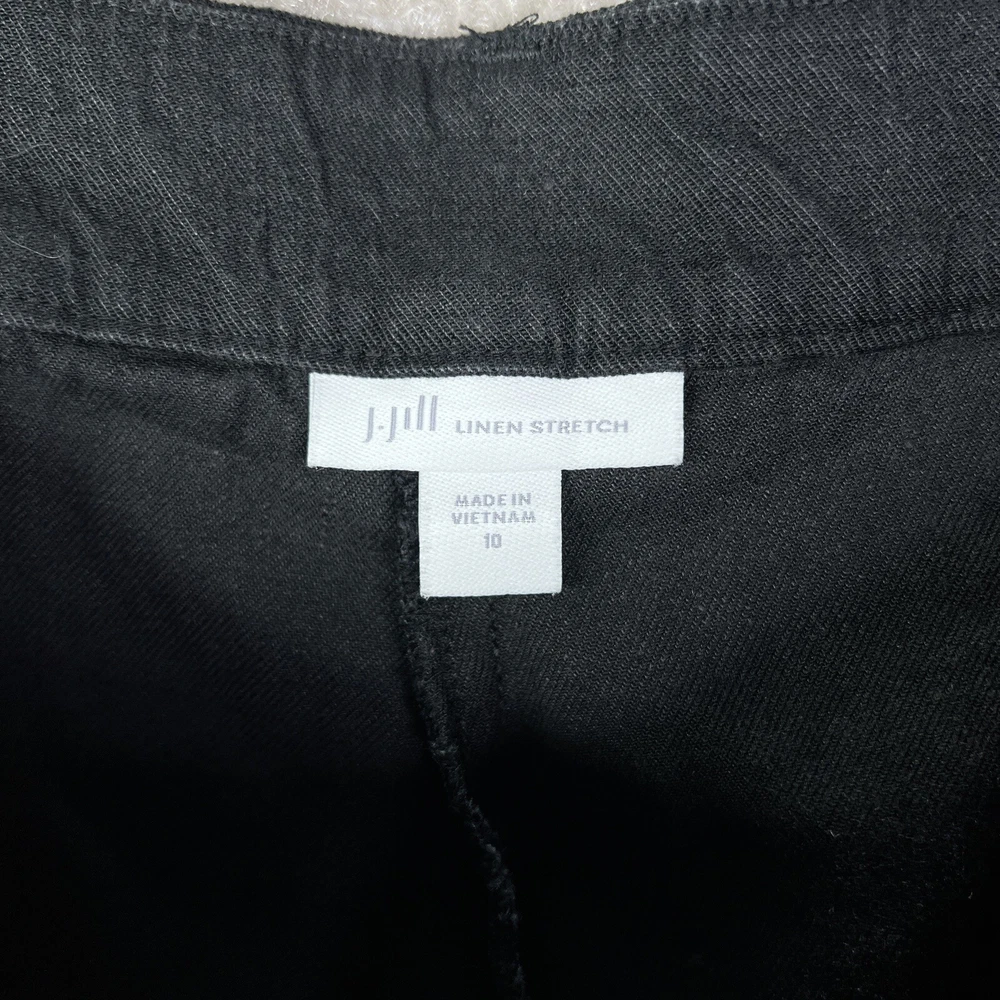 J.Jill LINEN STRETCH
MADE IN
VIETNAM
10